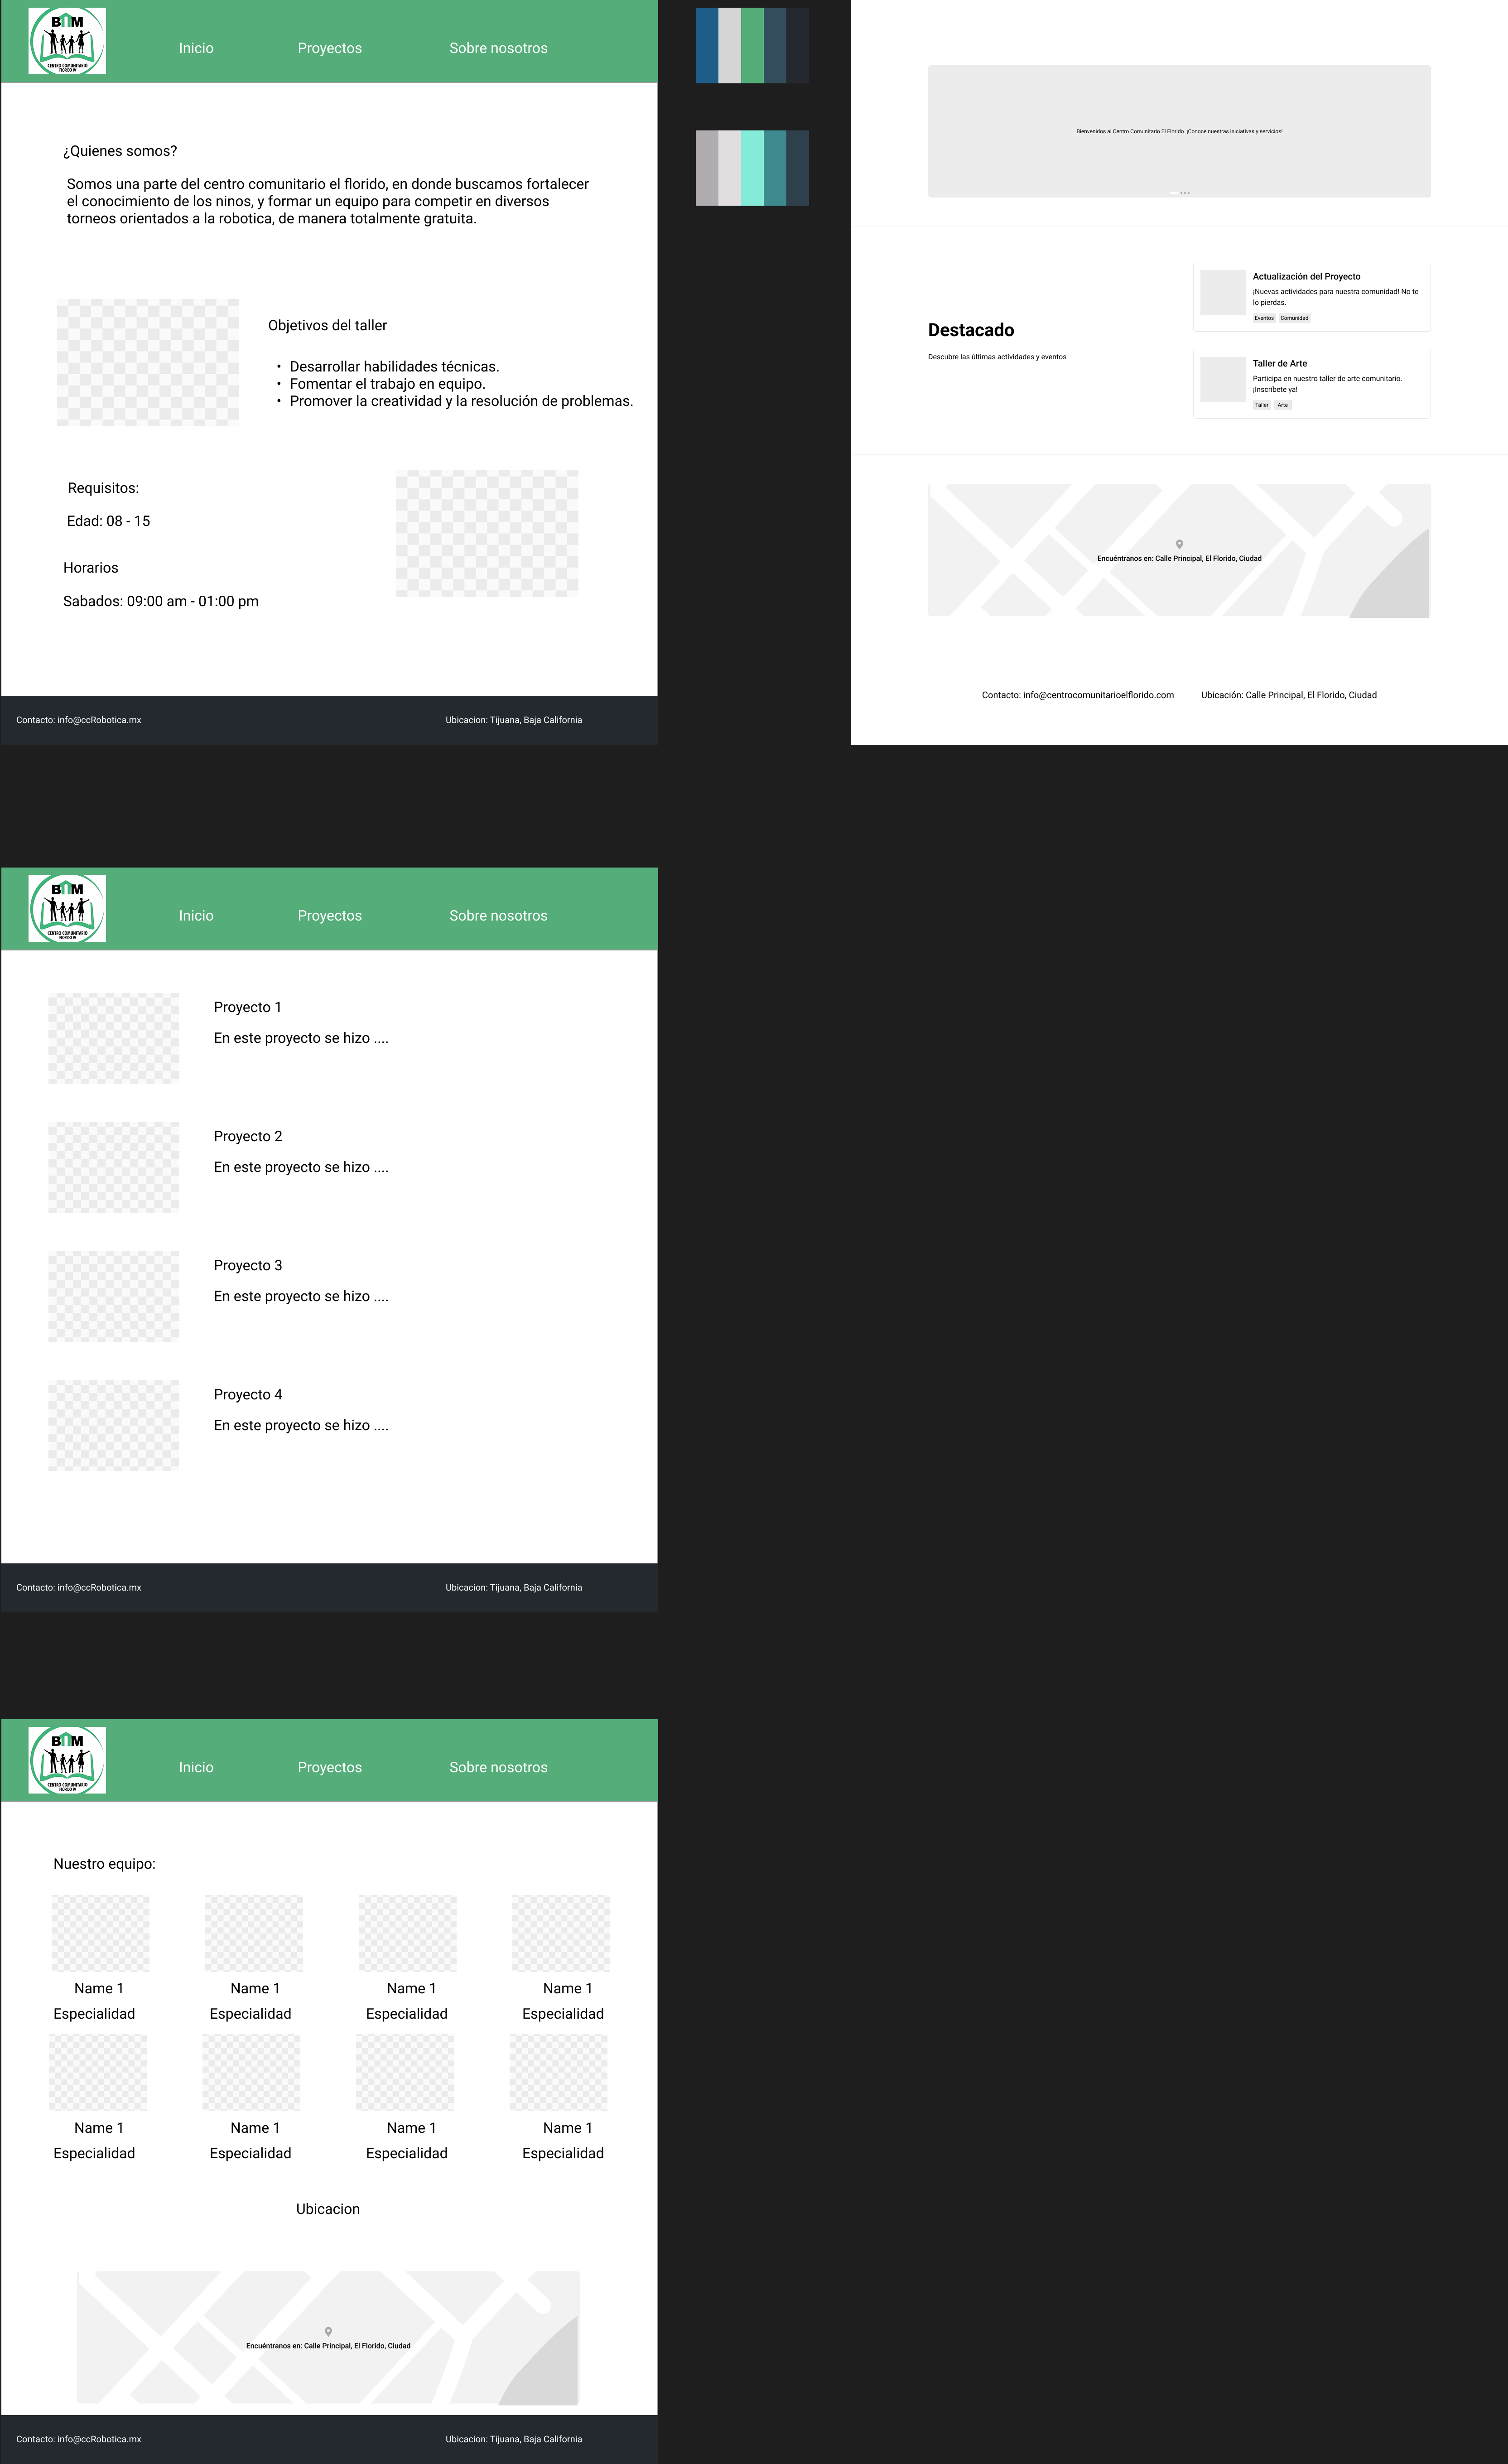 BNM
CENTRO COMUNITARIO
FLORIDO IV
Inicio
Proyectos
Sobre nosotros
¿Quienes somos?
Somos una parte del centro comunitario el florido, en donde buscamos fortalecer
el conocimiento de los ninos, y formar un equipo para competir en diversos
torneos orientados a la robotica, de manera totalmente gratuita.
Objetivos del taller
• Desarrollar habilidades técnicas.
• Fomentar el trabajo en equipo.
• Promover la creatividad y la resolución de problemas.
Requisitos:
Edad: 08 - 15
Horarios
Sabados: 09:00 am - 01:00 pm
Contacto: info@ccRobotica.mx
Ubicacion: Tijuana, Baja California
Bienvenidos al Centro Comunitario El Florido. ¡Conoce nuestras iniciativas y servicios!
Destacado
Descubre las últimas actividades y eventos
Actualización del Proyecto
¡Nuevas actividades para nuestra comunidad! No te
lo pierdas.
Eventos
Comunidad
Taller de Arte
Participa en nuestro taller de arte comunitario.
¡Inscríbete ya!
Taller
Arte
Encuéntranos en: Calle Principal, El Florido, Ciudad
Contacto: info@centrocomunitarioelflorido.com
Ubicación: Calle Principal, El Florido, Ciudad
BNM
CENTRO COMUNITARIO
FLORIDO IV
Inicio
Proyectos
Sobre nosotros
Proyecto 1
En este proyecto se hizo ....
Proyecto 2
En este proyecto se hizo ....
Proyecto 3
En este proyecto se hizo ....
Proyecto 4
En este proyecto se hizo ....
Contacto: info@ccRobotica.mx
Ubicacion: Tijuana, Baja California
BNM
CENTRO COMUNITARIO
FLORIDO IV
Inicio
Proyectos
Sobre nosotros
Nuestro equipo:
Name 1
Name 1
Name 1
Name 1
Especialidad
Especialidad
Especialidad
Especialidad
Name 1
Name 1
Name 1
Name 1
Especialidad
Especialidad
Especialidad
Especialidad
Ubicacion
Encuéntranos en: Calle Principal, El Florido, Ciudad
Contacto: info@ccRobotica.mx
Ubicacion: Tijuana, Baja California